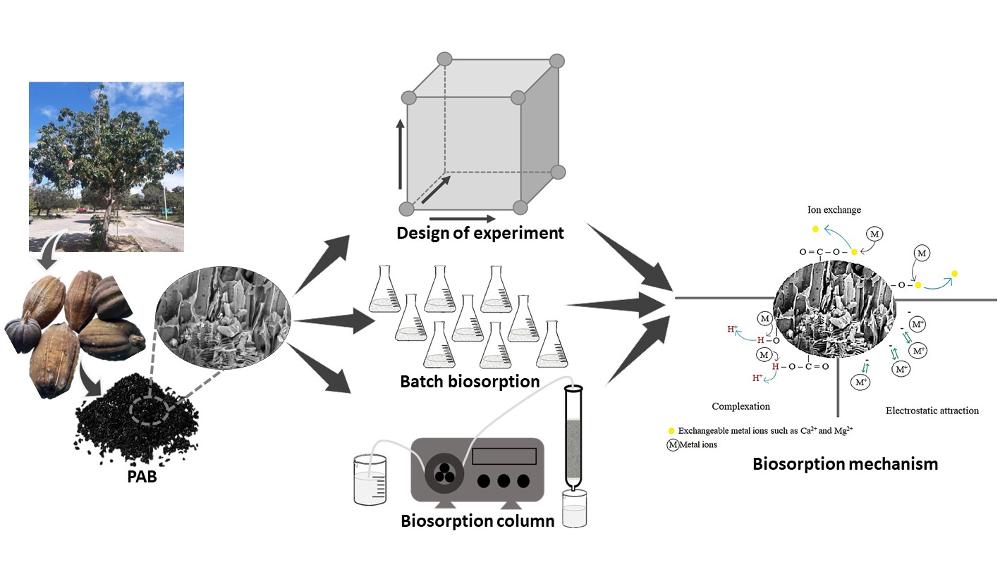 Design of experiment
Batch biosorption
Biosorption column
PAB
Ion exchange
M
O = C – O –
M
– O –
M
H⁺
H – O
M
H – O – C = O
H⁺
-
M⁺
-
M⁺
-
M⁺
-
M⁺
Complexation
Electrostatic attraction
Exchangeable metal ions such as Ca²⁺ and Mg²⁺
M Metal ions
Biosorption mechanism